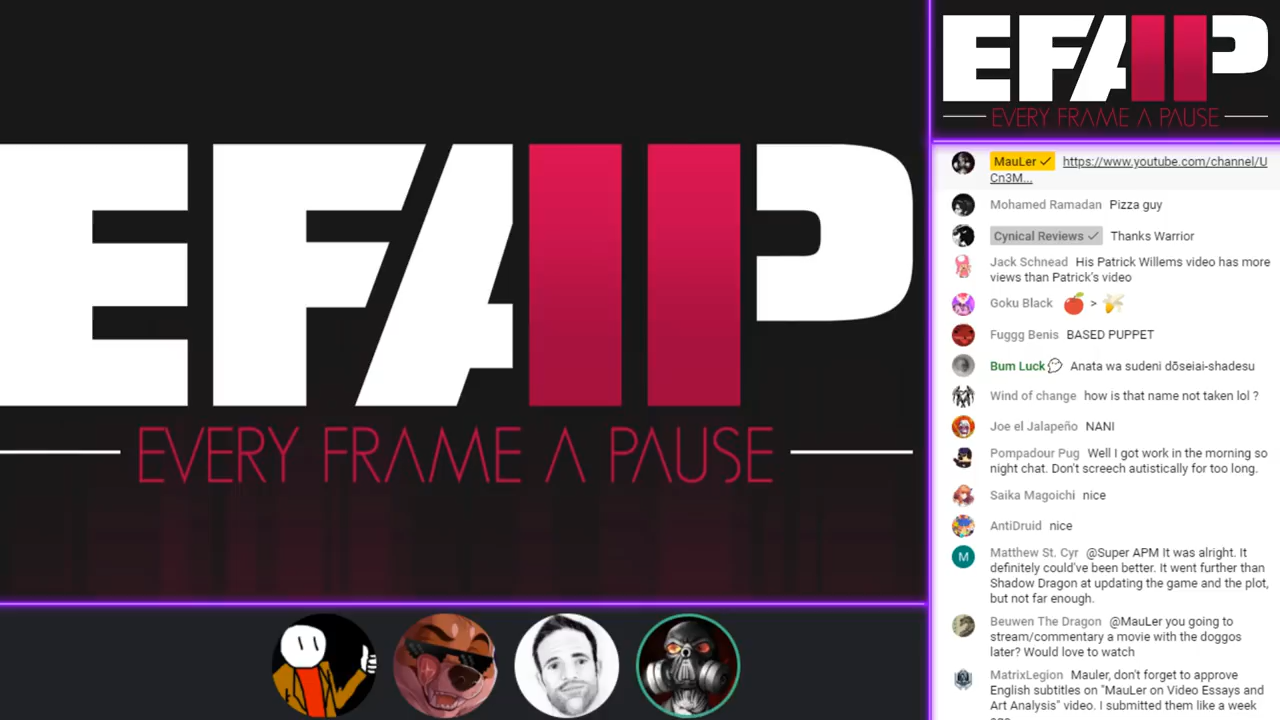 EFAP
EVERY FRAME A PAUSE
EFAP
EVERY FRAME A PAUSE
MauLer https://www.youtube.com/channel/U
Cn3M...
Mohamed Ramadan Pizza guy
Cynical Reviews Thanks Warrior
Jack Schnead His Patrick Willems video has more
views than Patrick's video
Goku Black >
Fuggg Benis BASED PUPPET
Bum Luck Anata wa sudeni dōseiai-shadesu
Wind of change how is that name not taken lol ?
Joe el Jalapeño NANI
Pompadour Pug Well I got work in the morning so
night chat. Don't screech autistically for too long.
Saika Magoichi nice
AntiDruid nice
M
Matthew St. Cyr @Super APM It was alright. It
definitely could've been better. It went further than
Shadow Dragon at updating the game and the plot,
but not far enough.
Beuwen The Dragon @MauLer you going to
stream/commentary a movie with the doggos
later? Would love to watch
MatrixLegion Mauler, don't forget to approve
English subtitles on "MauLer on Video Essays and
Art Analysis" video. I submitted them like a week